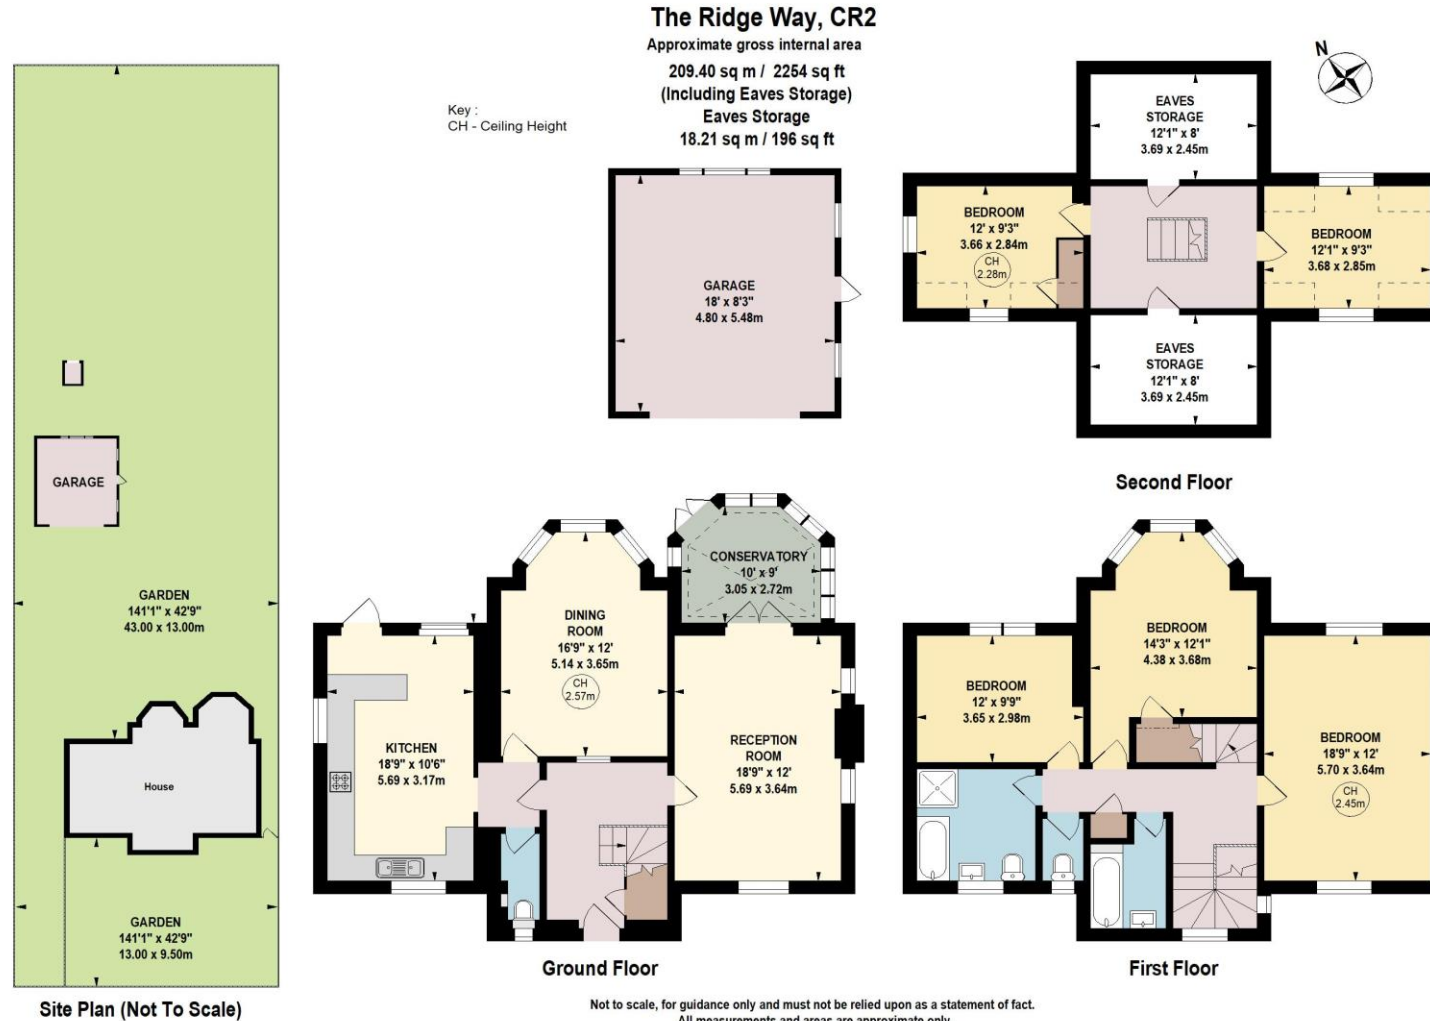 The Ridge Way, CR2
Approximate gross internal area
209.40 sq m / 2254 sq ft
(Including Eaves Storage)
Eaves Storage
18.21 sq m / 196 sq ft
Key :
CH - Ceiling Height
N
GARAGE
GARDEN
141'1" x 42'9"
43.00 x 13.00m
House
GARDEN
141'1" x 42'9"
13.00 x 9.50m
Site Plan (Not To Scale)
GARAGE
18' x 8'3"
4.80 x 5.48m
EAVES
STORAGE
12'1" x 8'
3.69 x 2.45m
BEDROOM
12' x 9'3"
3.66 x 2.84m
CH
2.28m
BEDROOM
12'1" x 9'3"
3.68 x 2.85m
EAVES
STORAGE
12'1" x 8'
3.69 x 2.45m
Second Floor
CONSERVATORY
10' x 9'
3.05 x 2.72m
DINING
ROOM
16'9" x 12'
5.14 x 3.65m
CH
2.57m
KITCHEN
18'9" x 10'6"
5.69 x 3.17m
RECEPTION
ROOM
18'9" x 12'
5.69 x 3.64m
Ground Floor
BEDROOM
14'3" x 12'1"
4.38 x 3.68m
BEDROOM
12' x 9'9"
3.65 x 2.98m
BEDROOM
18'9" x 12'
5.70 x 3.64m
CH
2.45m
First Floor
Not to scale, for guidance only and must not be relied upon as a statement of fact.
All measurements and areas are approximate only